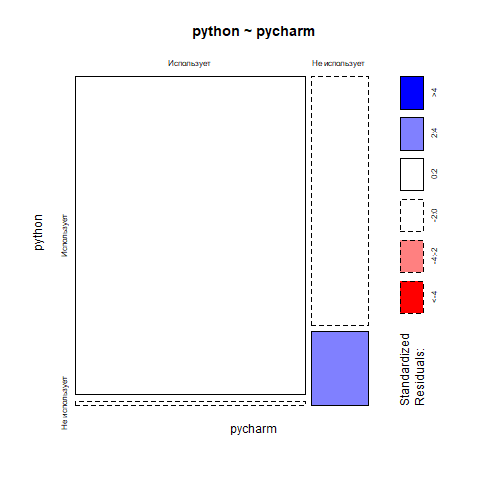 python ~ pycharm
Использует
Не использует
python
Использует
Не использует
pycharm
>4
2:4
0:2
-2:0
-4:-2
<-4
Standardized
Residuals: